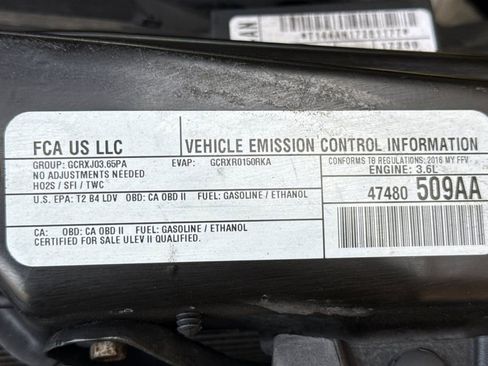 FCA US LLC
VEHICLE EMISSION CONTROL INFORMATION
GROUP: GCRXJ03.65PA EVAP: GCRXR0150RKA
NO ADJUSTMENTS NEEDED
HO2S / SFI / TWC
CONFORMS TO REGULATIONS: 2016 MY FFV
ENGINE: 3.6L
U.S. EPA: T2 B4 LDV OBD: CA OBD II FUEL: GASOLINE / ETHANOL
47480 509AA
CA: OBD: CA OBD II FUEL: GASOLINE / ETHANOL
CERTIFIED FOR SALE ULEV II QUALIFIED.